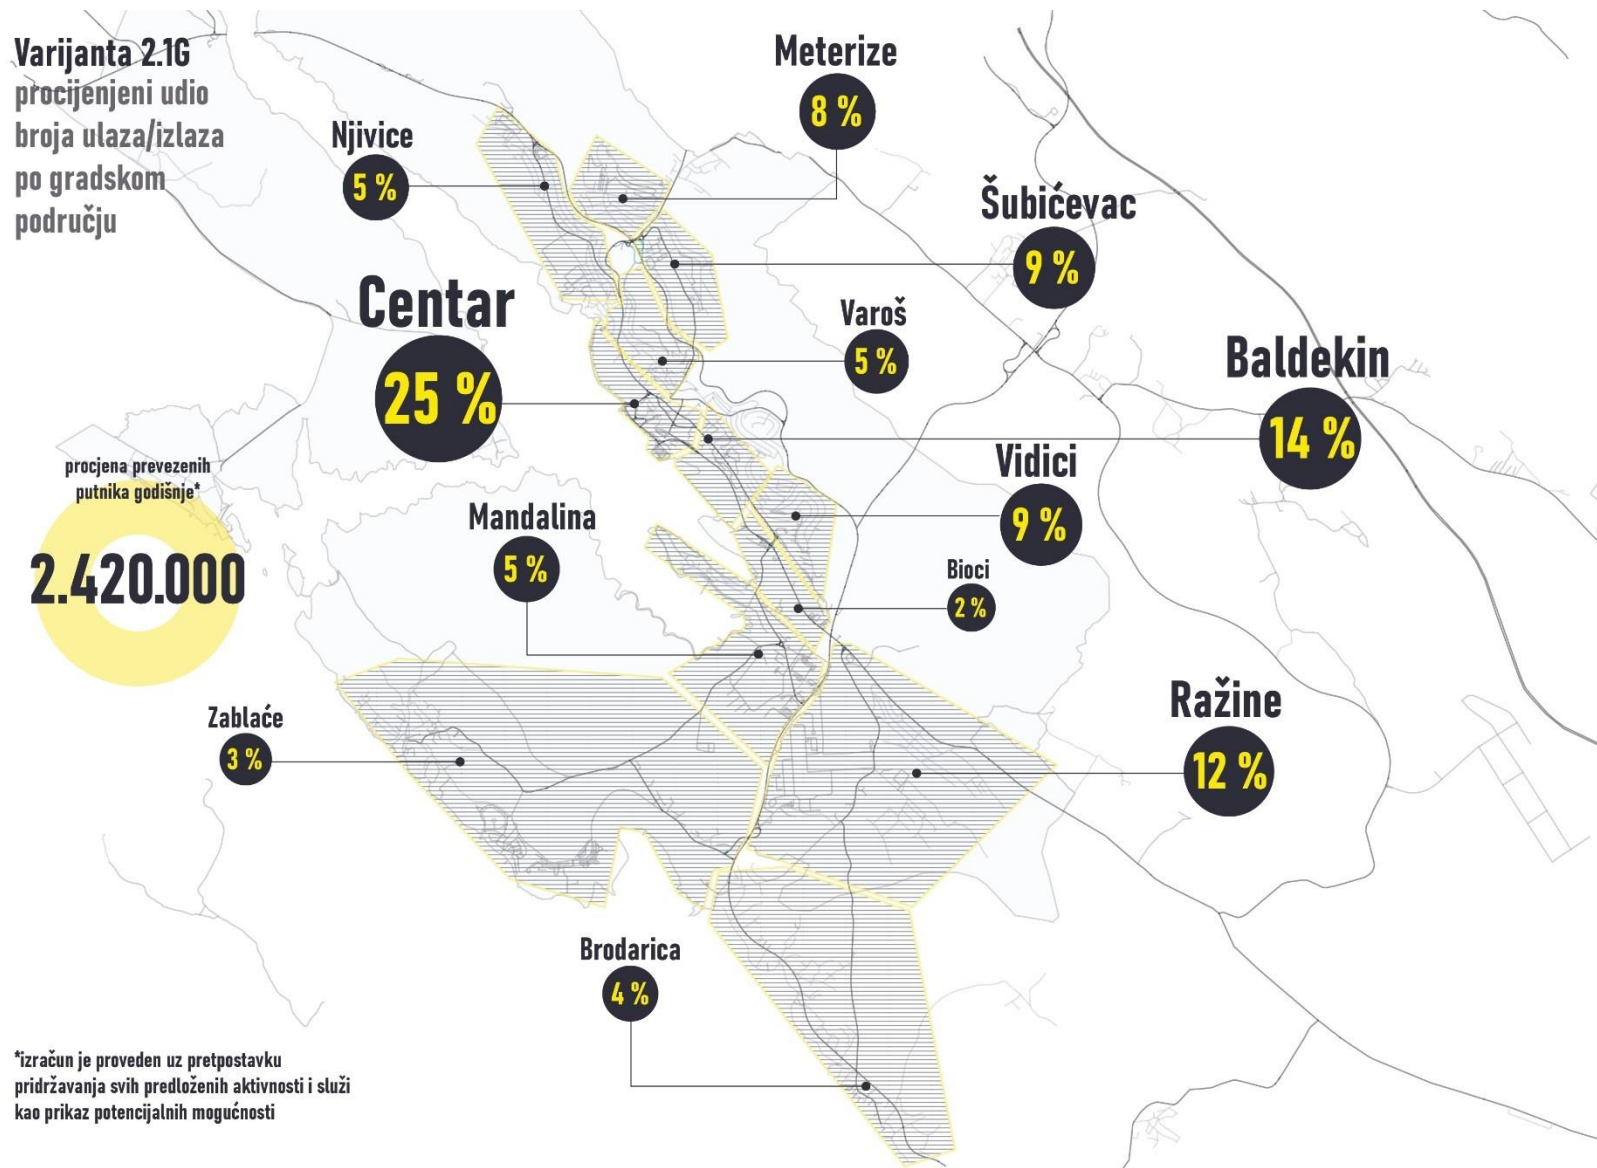 Varijanta 2.1G
procijenjeni udio
broja ulaza/izlaza
po gradskom
području
Meterize
8 %
Njivice
5 %
Šubićevac
9 %
Centar
25 %
Varoš
5 %
Baldekin
14 %
procjena prevezenih
putnika godišnje*
2.420.000
Vidici
9 %
Mandalina
5 %
Bioci
2 %
Ražine
12 %
Zablaće
3 %
Brodarica
4 %
*izračun je proveden uz pretpostavku
pridržavanja svih predloženih aktivnosti i služi
kao prikaz potencijalnih mogućnosti